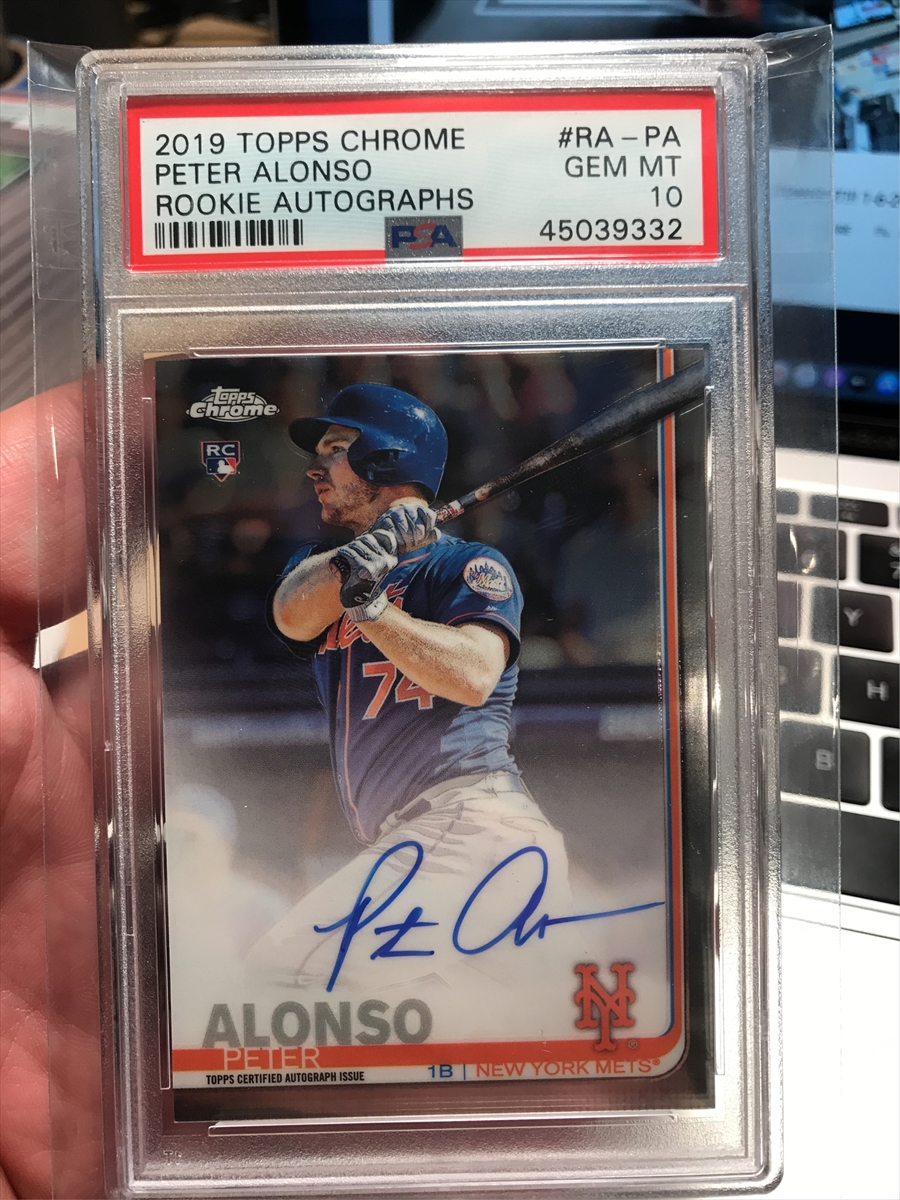 2019 TOPPS CHROME #RA-PA
PETER ALONSO GEM MT
ROOKIE AUTOGRAPHS 10
PSA 45039332
Topps
Chrome
RC
Mets
74
ALONSO
PETER
TOPPS CERTIFIED AUTOGRAPH ISSUE
1B | NEW YORK METS®
NY
Y
H
B